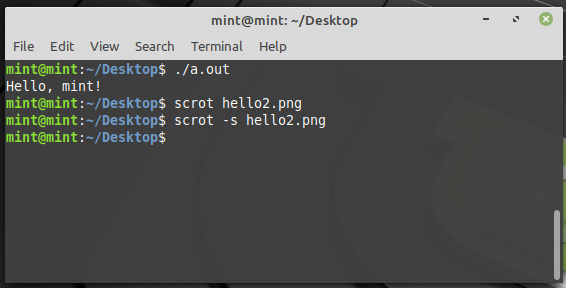 mint@mint: ~/Desktop
File Edit View Search Terminal Help
mint@mint:~/Desktop$ ./a.out
Hello, mint!
mint@mint:~/Desktop$ scrot hello2.png
mint@mint:~/Desktop$ scrot -s hello2.png
mint@mint:~/Desktop$